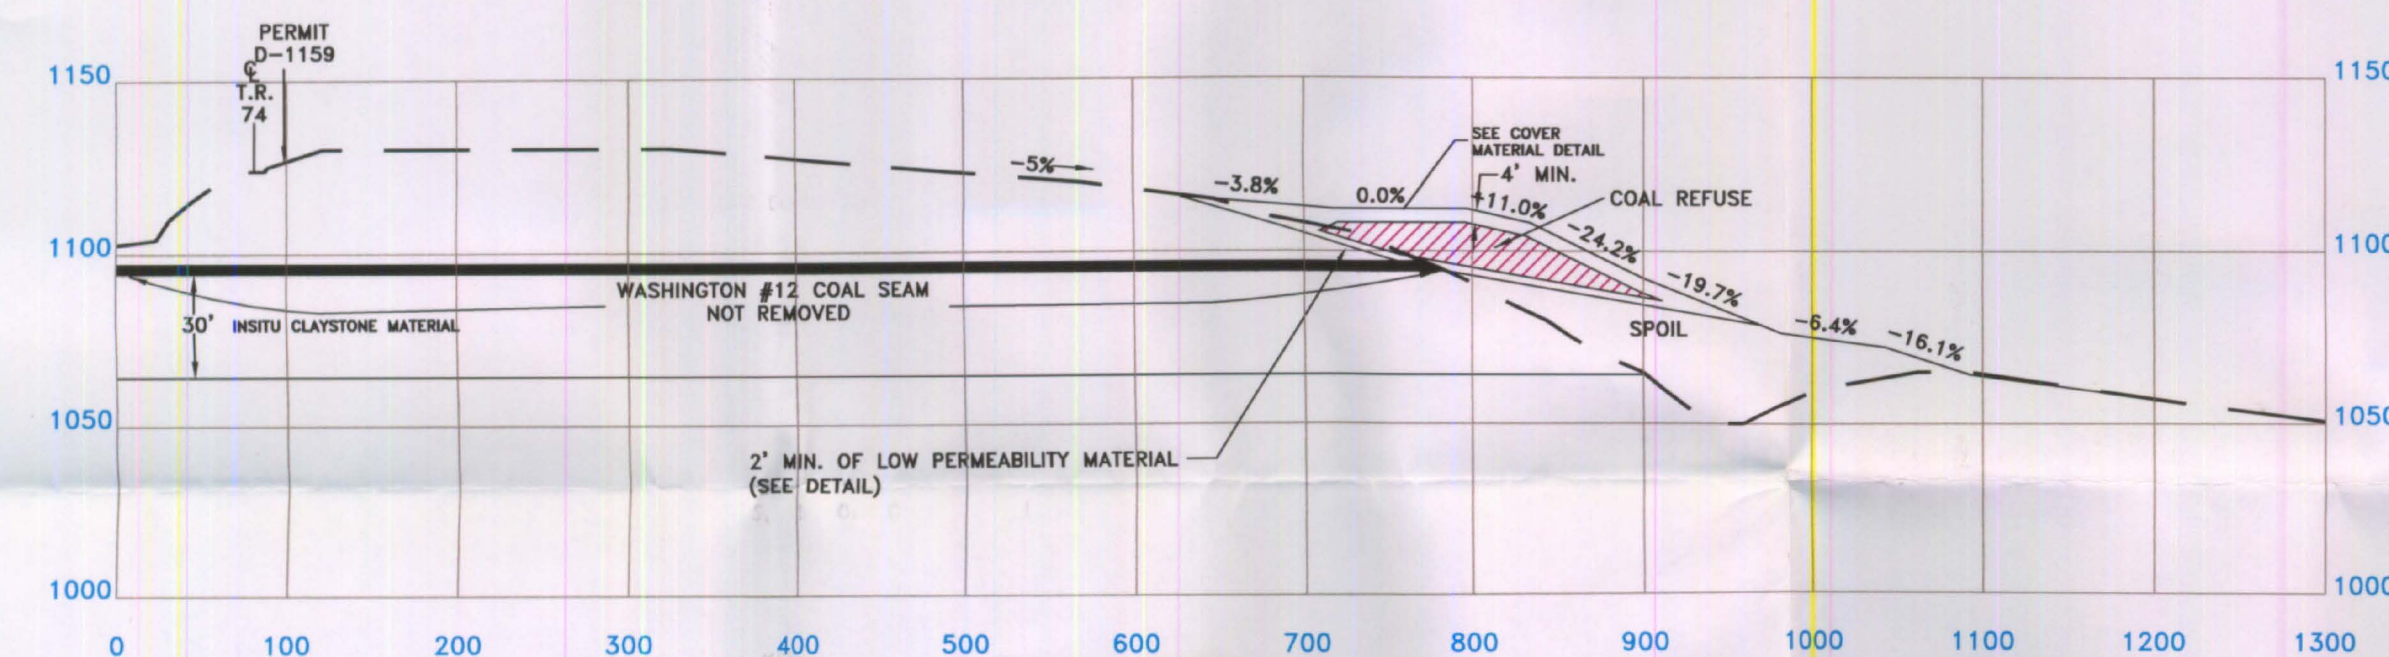 PERMIT
D-1159
℄
T.R.
74
1150
1150
SEE COVER
MATERIAL DETAIL
-5%
-3.8%
0.0%
4' MIN.
+11.0%
COAL REFUSE
-24.2%
1100
1100
-19.7%
WASHINGTON #12 COAL SEAM
NOT REMOVED
30'
INSITU CLAYSTONE MATERIAL
SPOIL
-6.4%
-16.1%
1050
1050
2' MIN. OF LOW PERMEABILITY MATERIAL
(SEE DETAIL)
1000
1000
0 100 200 300 400 500 600 700 800 900 1000 1100 1200 1300